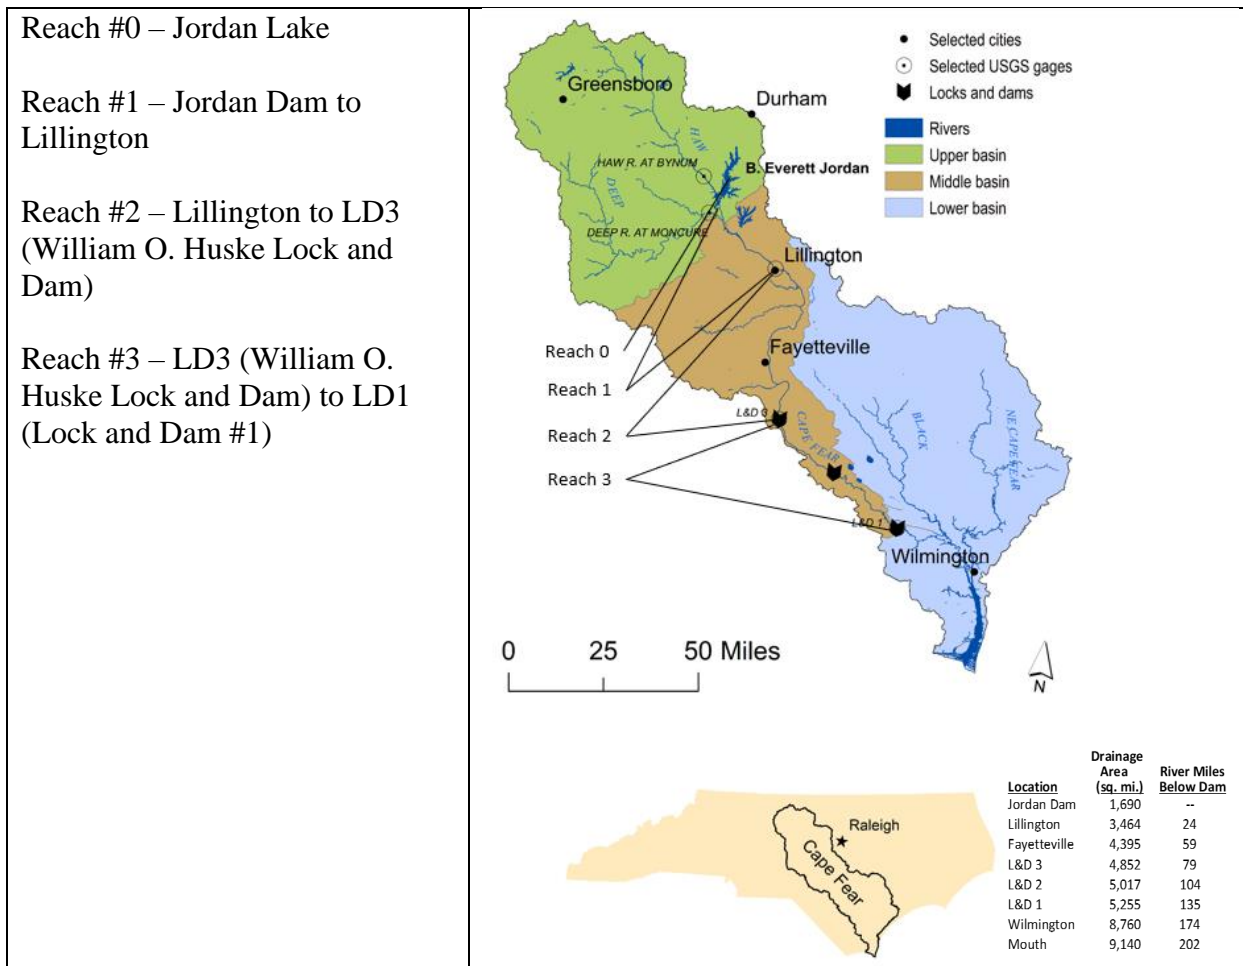 Reach #0 – Jordan Lake
Reach #1 – Jordan Dam to
Lillington
Reach #2 – Lillington to LD3
(William O. Huske Lock and
Dam)
Reach #3 – LD3 (William O.
Huske Lock and Dam) to LD1
(Lock and Dam #1)
Selected cities
Selected USGS gages
Locks and dams
Rivers
Upper basin
Middle basin
Lower basin
Greensboro
Durham
HAW
HAW R. AT BYNUM
B. Everett Jordan
DEEP
DEEP R. AT MONCURE
Lillington
Reach 0
Fayetteville
Reach 1
L&D 3
CAPE FEAR
BLACK
NE CAPE FEAR
Reach 2
Reach 3
L&D 1
Wilmington
0 25 50 Miles
N
Raleigh
Cape Fear
Drainage
Area River Miles
Location (sq. mi.) Below Dam
Jordan Dam 1,690 --
Lillington 3,464 24
Fayetteville 4,395 59
L&D 3 4,852 79
L&D 2 5,017 104
L&D 1 5,255 135
Wilmington 8,760 174
Mouth 9,140 202